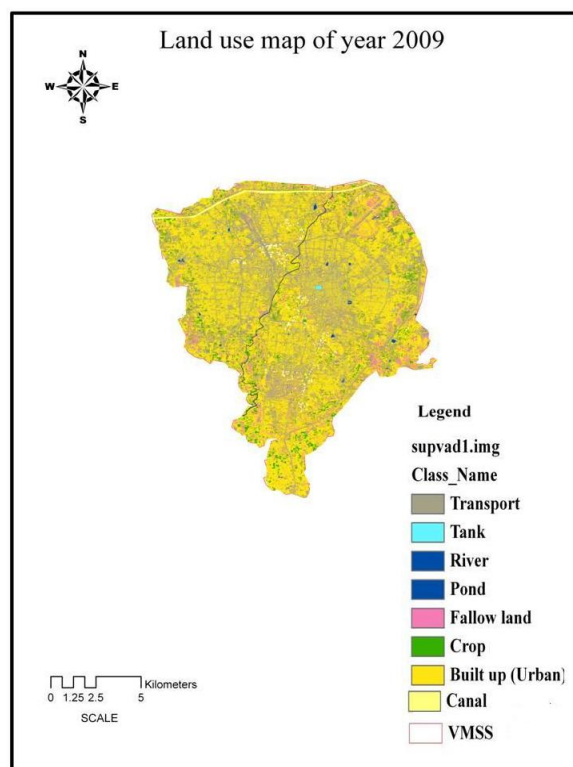 Land use map of year 2009
N
W E
S
Legend
supvad1.img
Class_Name
Transport
Tank
River
Pond
Fallow land
Crop
Built up (Urban)
Canal
VMSS
Kilometers
0 1.25 2.5 5
SCALE